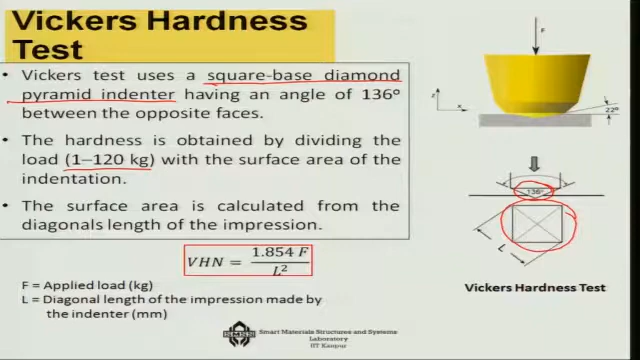 Vickers Hardness
Test
• Vickers test uses a square-base diamond
pyramid indenter having an angle of 136° 
between the opposite faces.
• The hardness is obtained by dividing the
load (1–120 kg) with the surface area of the
indentation.
• The surface area is calculated from the
diagonals length of the impression.
VHN = 1.854 F / L²
F = Applied load (kg)
L = Diagonal length of the impression made by
the indenter (mm)
F
z
x
22°
136°
L
Vickers Hardness Test
Smart Materials Structures and Systems
Laboratory
IIT Kanpur